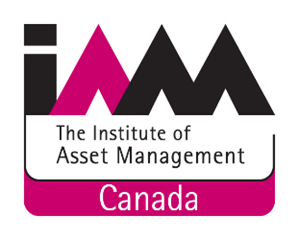 iAM
The Institute of
Asset Management
Canada